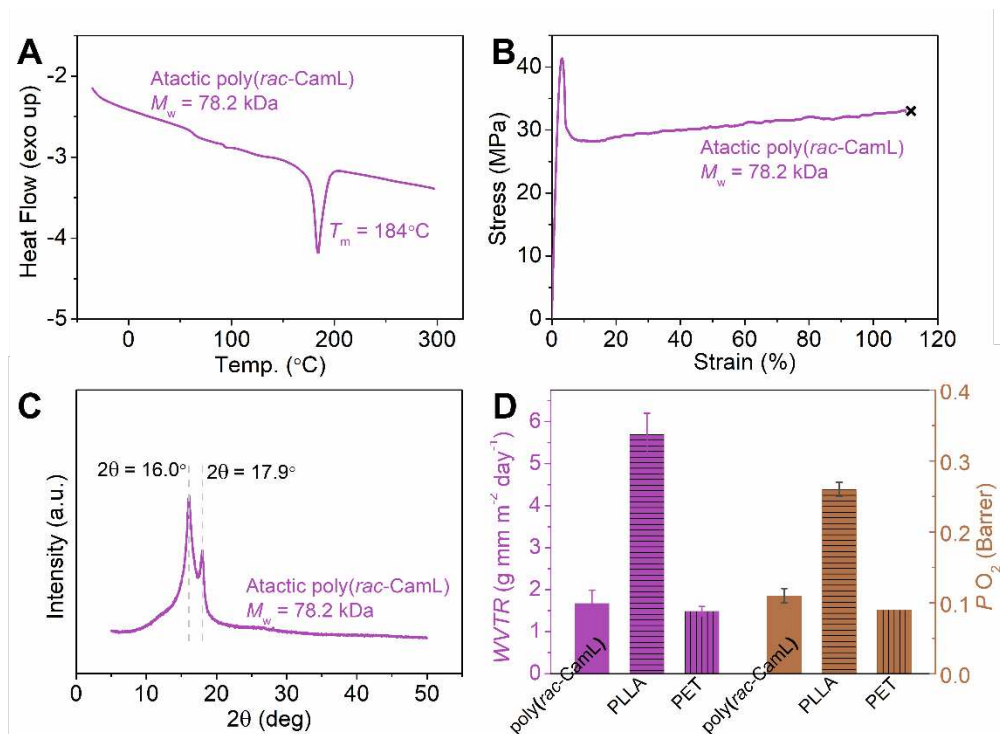 A
Atactic poly(rac-CamL)
Mw = 78.2 kDa
Tm = 184°C
Heat Flow (exo up)
-2
-3
-4
-5
0
100
200
300
Temp. (°C)
B
Atactic poly(rac-CamL)
Mw = 78.2 kDa
Stress (MPa)
40
30
20
10
0
0
20
40
60
80
100
120
Strain (%)
C
2θ = 16.0°
2θ = 17.9°
Atactic poly(rac-CamL)
Mw = 78.2 kDa
Intensity (a.u.)
0
10
20
30
40
50
2θ (deg)
D
WVTR (g mm m-2 day-1)
6
5
4
3
2
1
0
poly(rac-CamL)
PLLA
PET
poly(rac-CamL)
PLLA
PET
0.4
0.3
0.2
0.1
0.0
P O2 (Barrer)